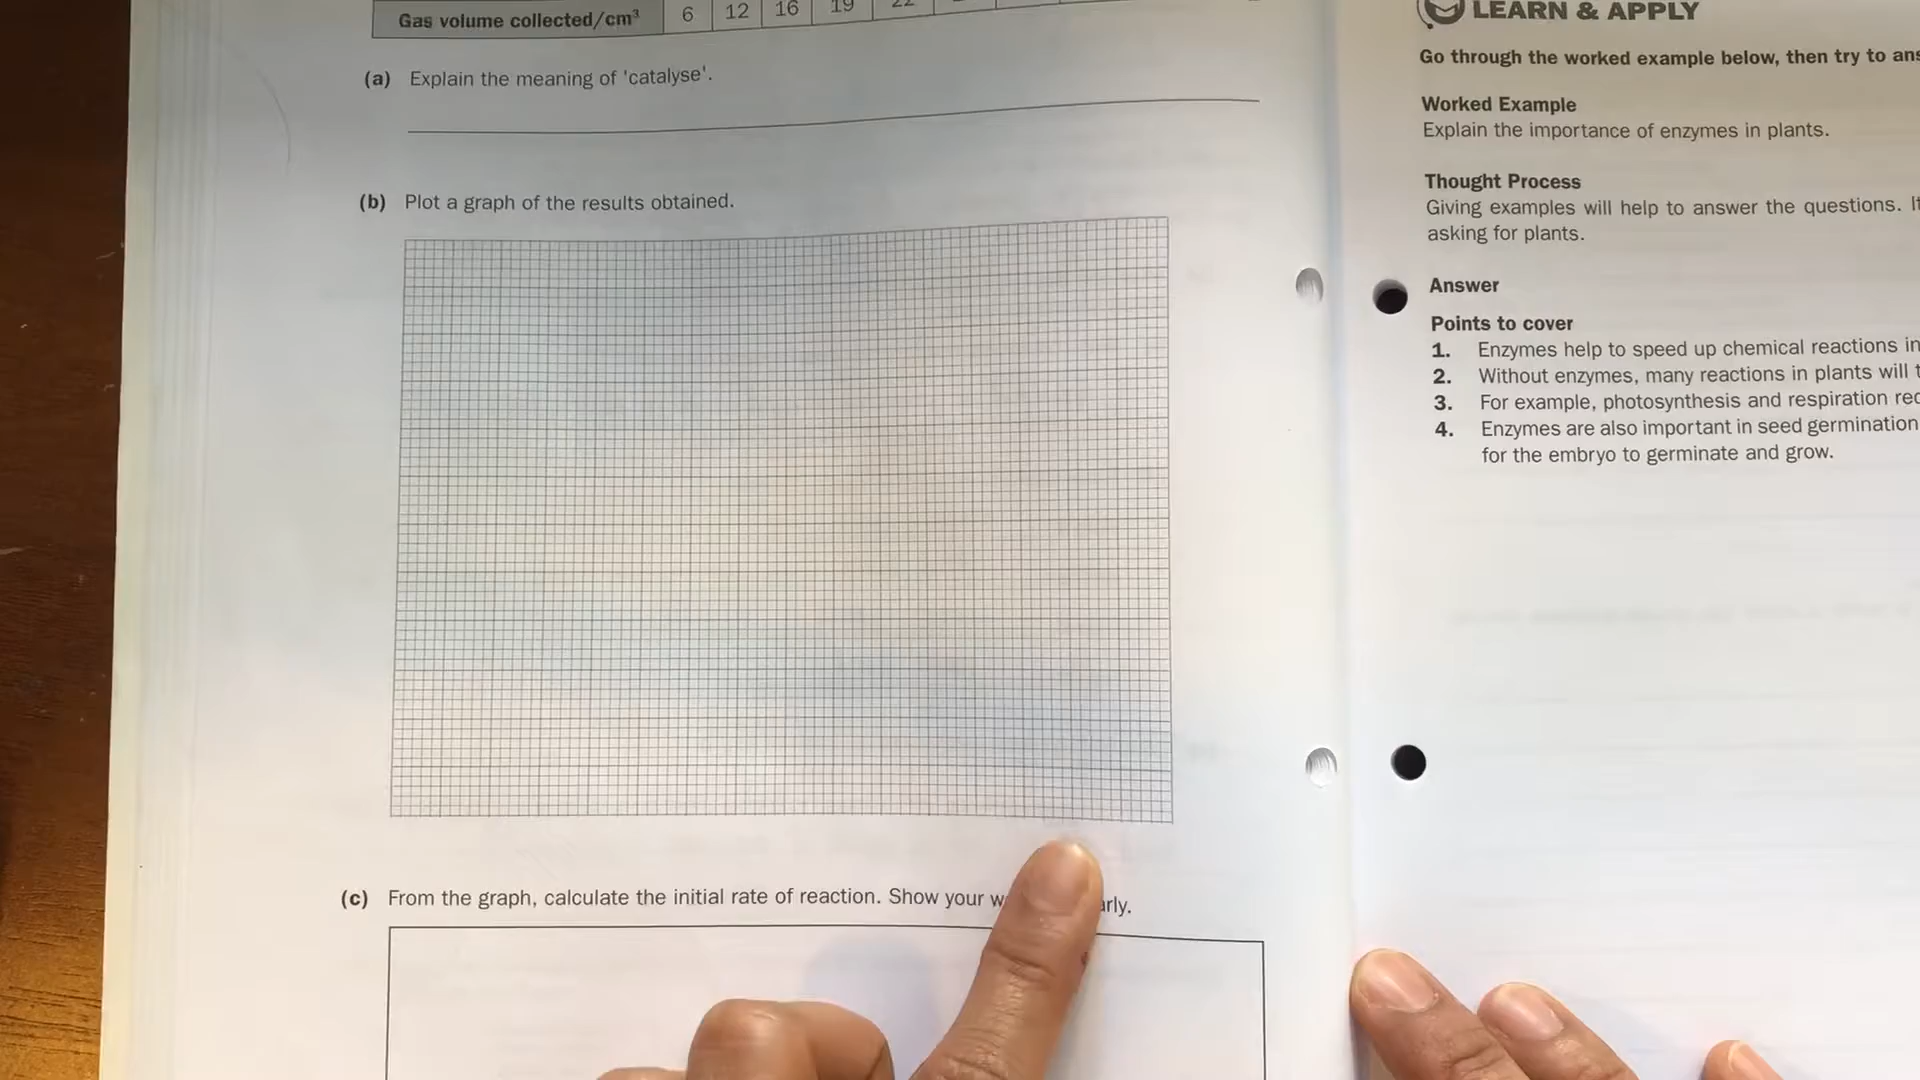 Gas volume collected/cm³ 6 12 16 19 22
(a) Explain the meaning of 'catalyse'.
(b) Plot a graph of the results obtained.
(c) From the graph, calculate the initial rate of reaction. Show your
LEARN & APPLY
Go through the worked example below, then try to
Worked Example
Explain the importance of enzymes in plants.
Thought Process
Giving examples will help to answer the questions.
asking for plants.
Answer
Points to cover
1. Enzymes help to speed up chemical reactions in
2. Without enzymes, many reactions in plants will
3. For example, photosynthesis and respiration
4. Enzymes are also important in seed germination
for the embryo to germinate and grow.